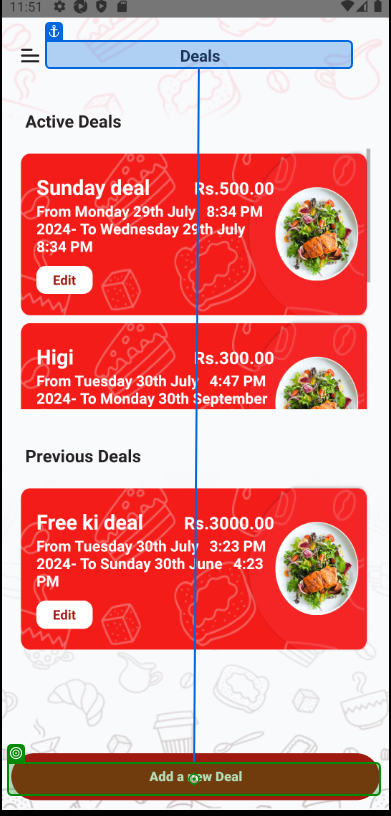 11:51
Deals
Active Deals
Sunday deal Rs.500.00
From Monday 29th July 8:34 PM
2024- To Wednesday 29th July
8:34 PM
Edit
Higi Rs.300.00
From Tuesday 30th July 4:47 PM
2024- To Monday 30th September
Previous Deals
Free ki deal Rs.3000.00
From Tuesday 30th July 3:23 PM
2024- To Sunday 30th June 4:23
PM
Edit
Add a new Deal